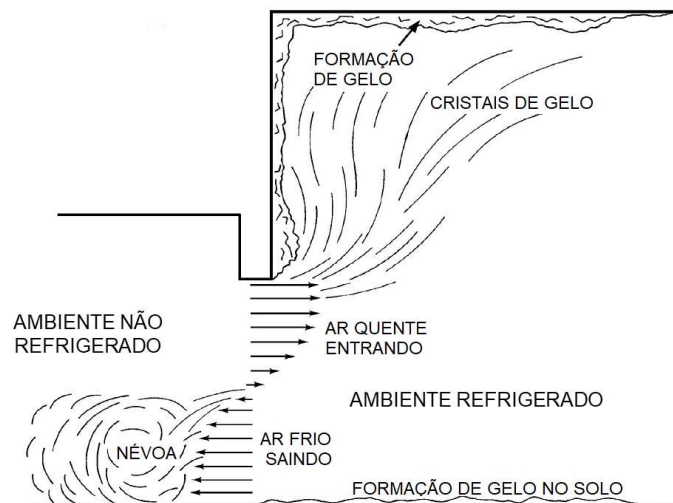 FORMAÇÃO
DE GELO
CRISTAIS DE GELO
AMBIENTE NÃO
REFRIGERADO
AR QUENTE
ENTRANDO
AMBIENTE REFRIGERADO
NÉVOA
AR FRIO
SAINDO
FORMAÇÃO DE GELO NO SOLO